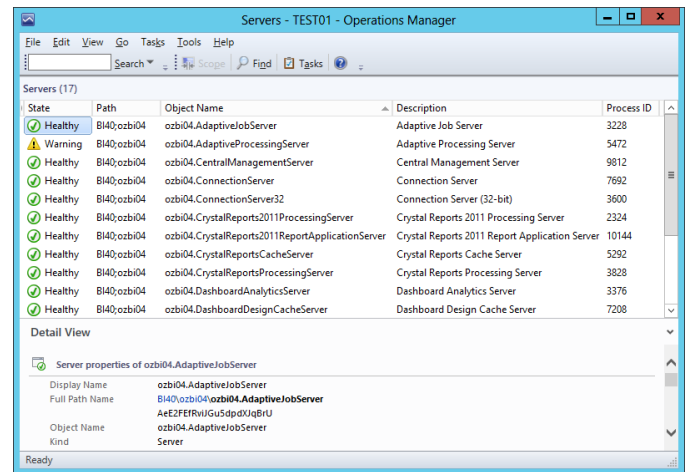 Servers - TEST01 - Operations Manager
File Edit View Go Tasks Tools Help
Search Scope Find Tasks
Servers (17)
State Path Object Name Description Process ID
Healthy BI40;ozbi04 ozbi04.AdaptiveJobServer Adaptive Job Server 3228
Warning BI40;ozbi04 ozbi04.AdaptiveProcessingServer Adaptive Processing Server 5472
Healthy BI40;ozbi04 ozbi04.CentralManagementServer Central Management Server 9812
Healthy BI40;ozbi04 ozbi04.ConnectionServer Connection Server 7692
Healthy BI40;ozbi04 ozbi04.ConnectionServer32 Connection Server (32-bit) 3600
Healthy BI40;ozbi04 ozbi04.CrystalReports2011ProcessingServer Crystal Reports 2011 Processing Server 2324
Healthy BI40;ozbi04 ozbi04.CrystalReports2011ReportApplicationServer Crystal Reports 2011 Report Application Server 10144
Healthy BI40;ozbi04 ozbi04.CrystalReportsCacheServer Crystal Reports Cache Server 5292
Healthy BI40;ozbi04 ozbi04.CrystalReportsProcessingServer Crystal Reports Processing Server 3828
Healthy BI40;ozbi04 ozbi04.DashboardAnalyticsServer Dashboard Analytics Server 3376
Healthy BI40;ozbi04 ozbi04.DashboardDesignCacheServer Dashboard Design Cache Server 7208
Detail View
Server properties of ozbi04.AdaptiveJobServer
Display Name ozbi04.AdaptiveJobServer
Full Path Name BI40\ozbi04\ozbi04.AdaptiveJobServer
AeE2FEfRviJGu5dpdXJqBrU
Object Name ozbi04.AdaptiveJobServer
Kind Server
Ready